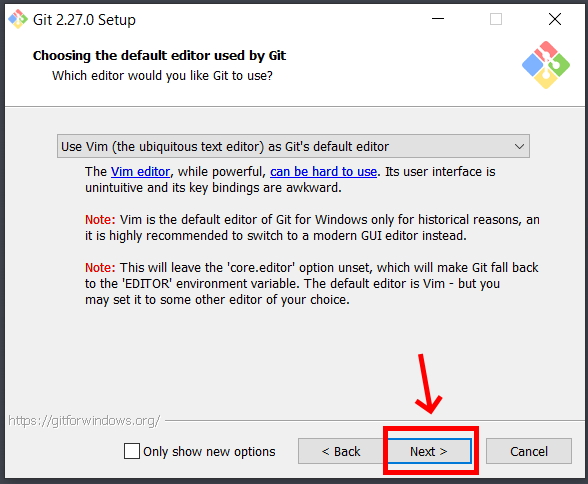 Git 2.27.0 Setup
Choosing the default editor used by Git
Which editor would you like Git to use?
Use Vim (the ubiquitous text editor) as Git's default editor
The Vim editor, while powerful, can be hard to use. Its user interface is
unintuitive and its key bindings are awkward.
Note: Vim is the default editor of Git for Windows only for historical reasons, an
it is highly recommended to switch to a modern GUI editor instead.
Note: This will leave the 'core.editor' option unset, which will make Git fall back
to the 'EDITOR' environment variable. The default editor is Vim - but you
may set it to some other editor of your choice.
https://gitforwindows.org/
Only show new options
< Back
Next >
Cancel